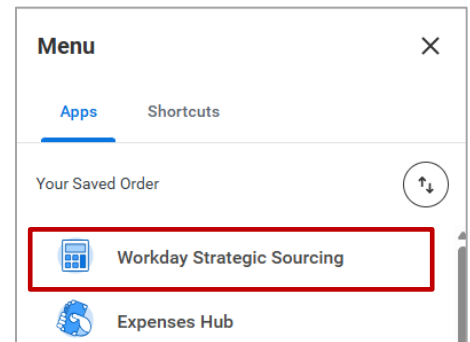 Menu
Apps
Shortcuts
Your Saved Order
Workday Strategic Sourcing
Expenses Hub